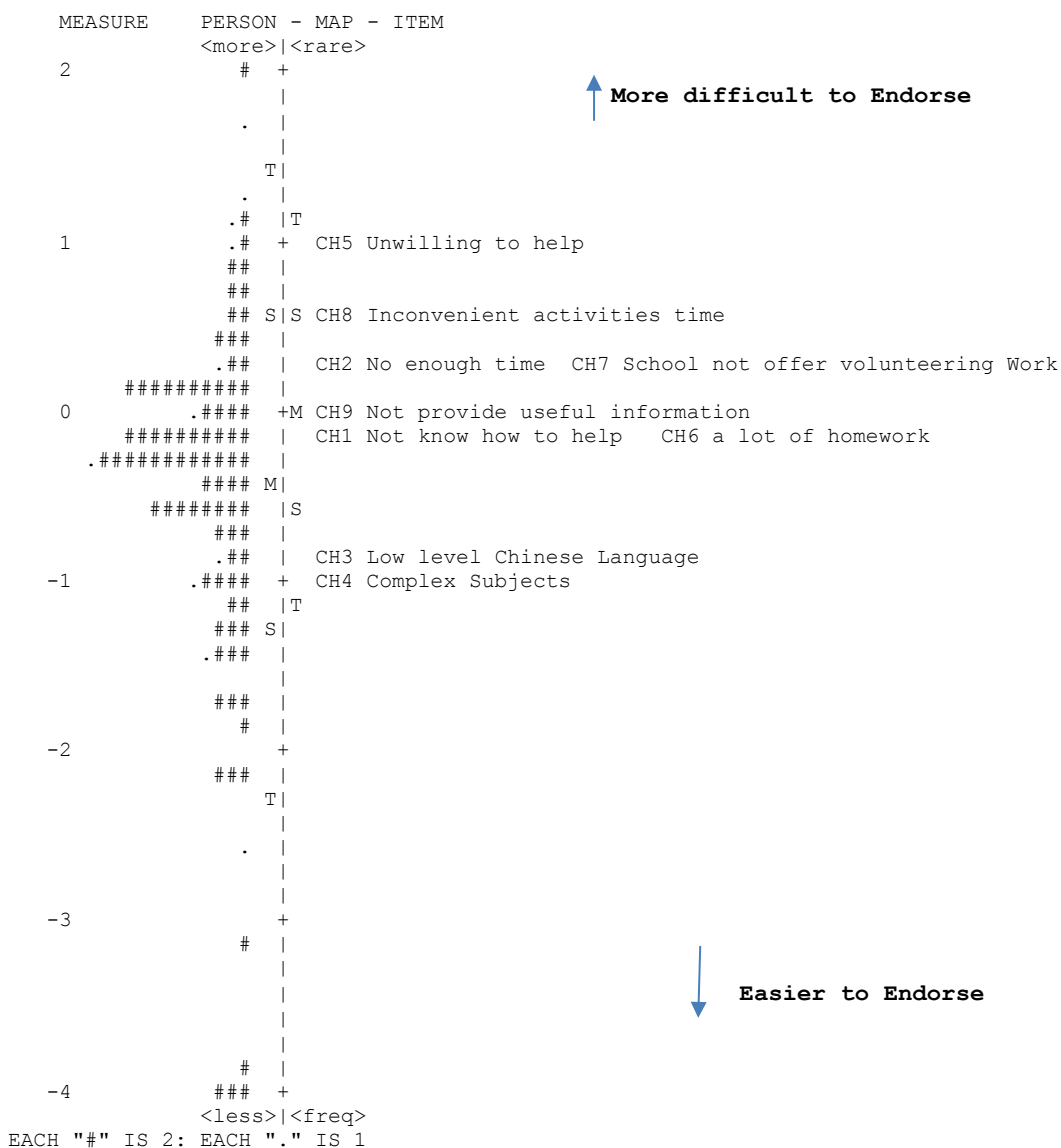 MEASURE PERSON - MAP - ITEM
<more>|<rare>
2 # +
|
. |
|
T|
. |
.# |T
1 .# + CH5 Unwilling to help
## |
## |
## S|S CH8 Inconvenient activities time
### |
.## | CH2 No enough time CH7 School not offer volunteering Work
########## |
0 .#### +M CH9 Not provide useful information
########## | CH1 Not know how to help CH6 a lot of homework
.############ |
#### M|
######## |S
### |
.## | CH3 Low level Chinese Language
-1 .#### + CH4 Complex Subjects
## |T
### S|
.### |
|
### |
# |
-2 +
### |
T|
|
. |
|
|
-3 +
# |
|
|
|
|
# |
-4 ### +
<less>|<freq>
EACH "#" IS 2: EACH "." IS 1
More difficult to Endorse
Easier to Endorse